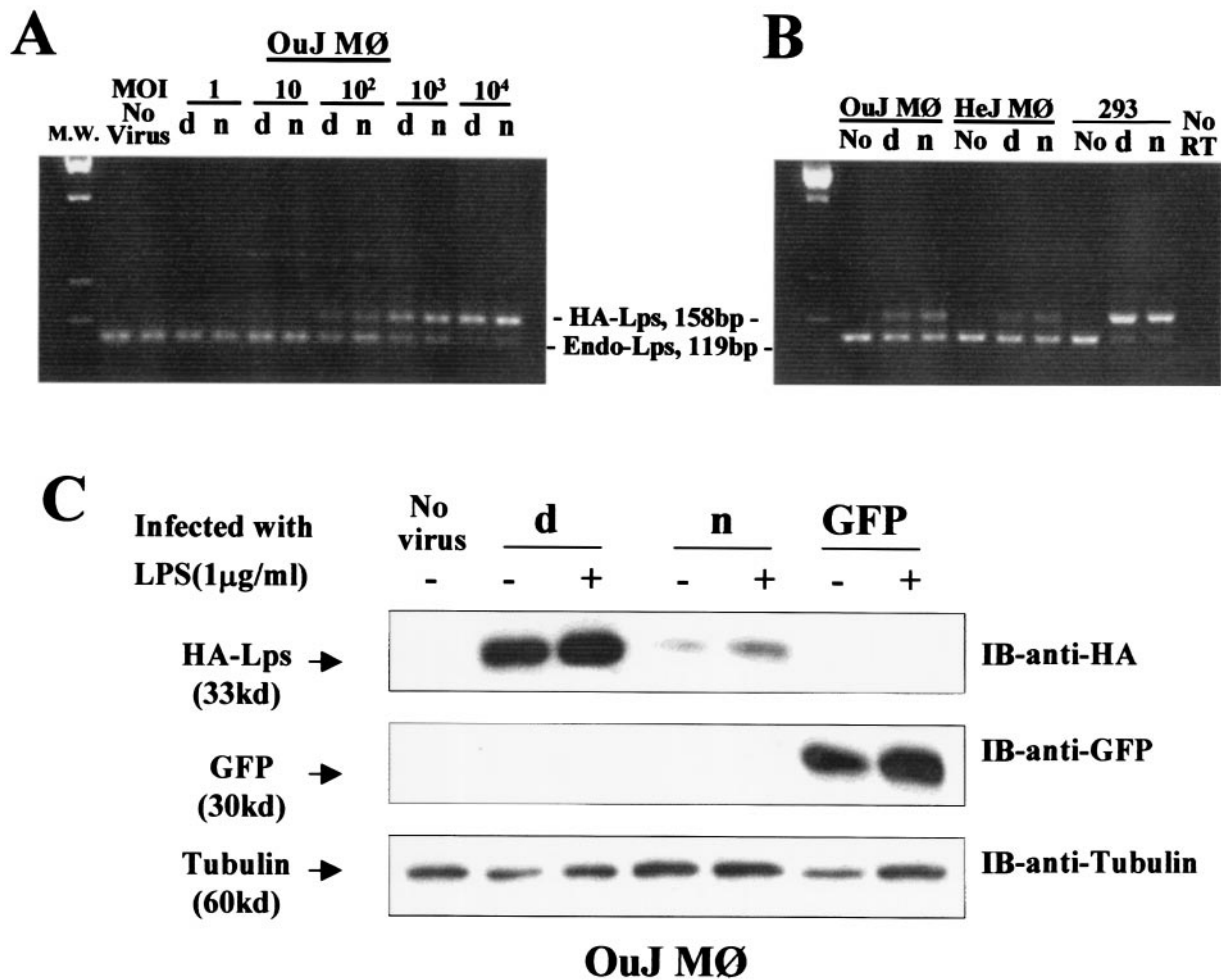 A
OuJ MØ
MOI 1 10 10² 10³ 10⁴
No Virus
M.W. d n d n d n d n d n
- HA-Lps, 158bp -
- Endo-Lps, 119bp -
B
OuJ MØ HeJ MØ 293
No d n No d n No d n No RT
C
Infected with No virus d n GFP
LPS(1µg/ml) - - + - + - +
HA-Lps IB-anti-HA
(33kd)
GFP IB-anti-GFP
(30kd)
Tubulin IB-anti-Tubulin
(60kd)
OuJ MØ